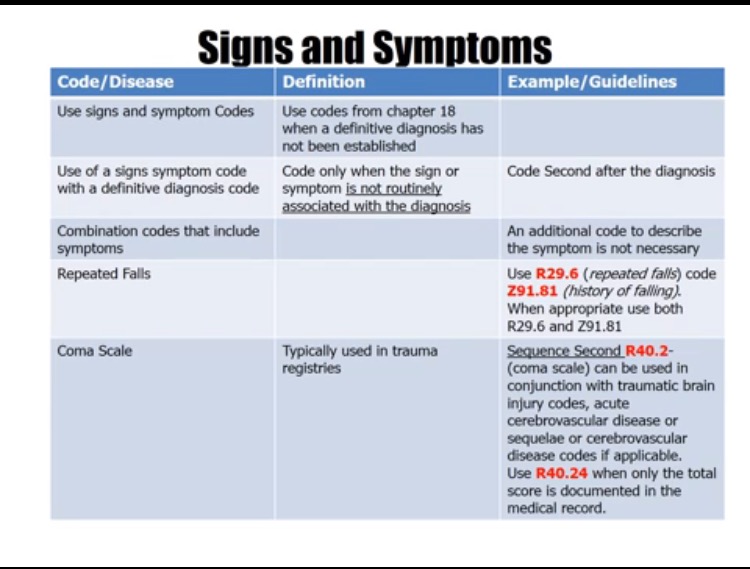 Signs and Symptoms
Code/Disease
Definition
Example/Guidelines
Use signs and symptom Codes
Use codes from chapter 18
when a definitive diagnosis has
not been established
Use of a signs symptom code
with a definitive diagnosis code
Code only when the sign or
symptom is not routinely
associated with the diagnosis
Code Second after the diagnosis
Combination codes that include
symptoms
An additional code to describe
the symptom is not necessary
Repeated Falls
Use R29.6 (repeated falls) code
Z91.81 (history of falling).
When appropriate use both
R29.6 and Z91.81
Coma Scale
Typically used in trauma
registries
Sequence Second R40.2-
(coma scale) can be used in
conjunction with traumatic brain
injury codes, acute
cerebrovascular disease or
sequelae or cerebrovascular
disease codes if applicable.
Use R40.24 when only the total
score is documented in the
medical record.